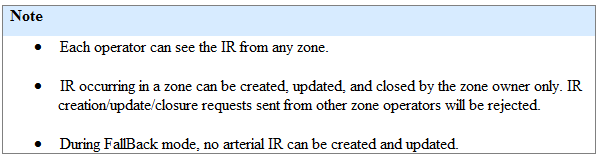 Note
• Each operator can see the IR from any zone.
• IR occurring in a zone can be created, updated, and closed by the zone owner only. IR
creation/update/closure requests sent from other zone operators will be rejected.
• During FallBack mode, no arterial IR can be created and updated.